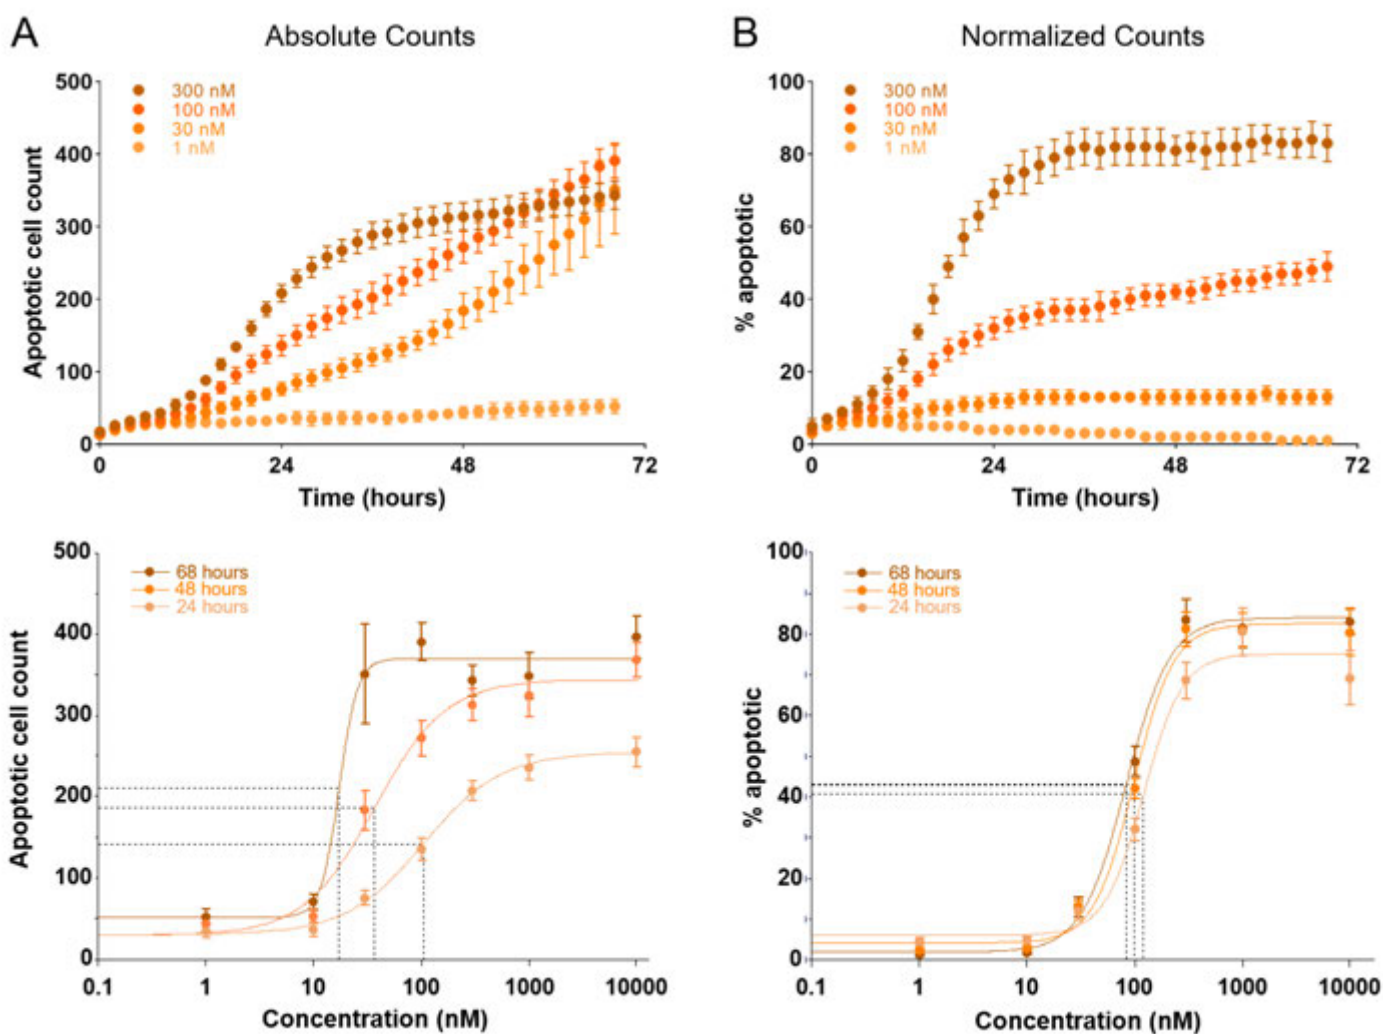 A
Absolute Counts
500
400
300
200
100
0
Apoptotic cell count
300 nM
100 nM
30 nM
1 nM
0
24
48
72
Time (hours)
B
Normalized Counts
100
80
60
40
20
0
% apoptotic
300 nM
100 nM
30 nM
1 nM
0
24
48
72
Time (hours)
500
400
300
200
100
0
Apoptotic cell count
68 hours
48 hours
24 hours
0.1
1
10
100
1000
10000
Concentration (nM)
100
80
60
40
20
0
% apoptotic
68 hours
48 hours
24 hours
0.1
1
10
100
1000
10000
Concentration (nM)